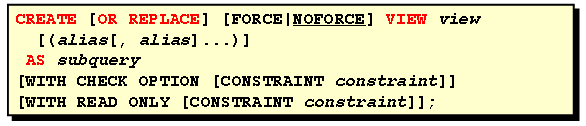 CREATE [OR REPLACE] [FORCE|NOFORCE] VIEW view
[(alias[, alias]...)]
AS subquery
[WITH CHECK OPTION [CONSTRAINT constraint]]
[WITH READ ONLY [CONSTRAINT constraint]];